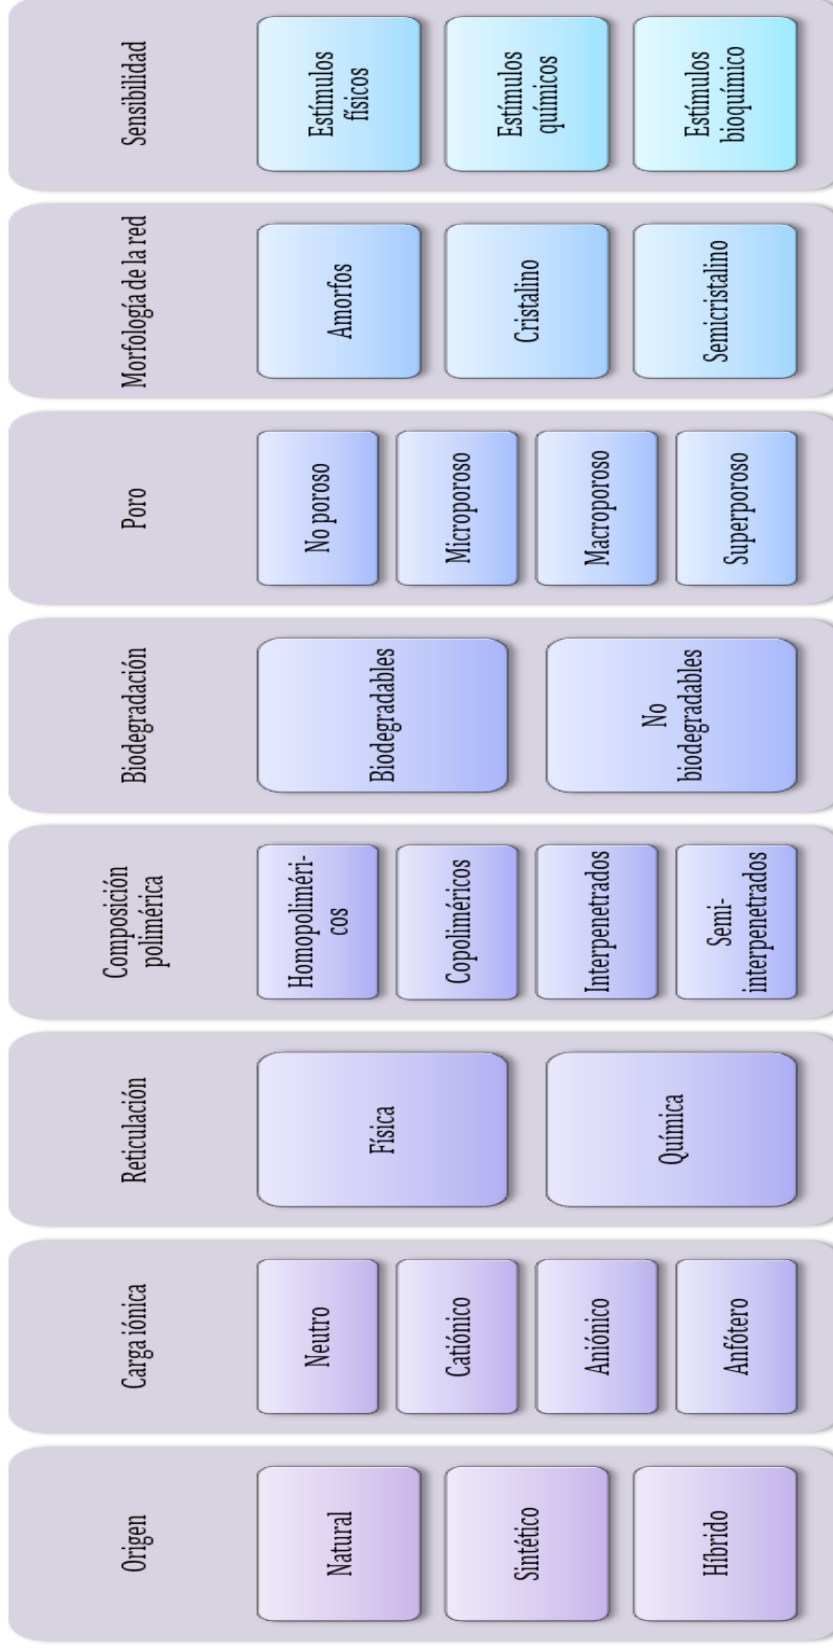 Origen
Natural
Sintético
Híbrido
Carga iónica
Neutro
Catiónico
Aniónico
Anfótero
Reticulación
Física
Química
Composición
polimérica
Homopoliméri-
cos
Copoliméricos
Interpenetrados
Semi-
interpenetrados
Biodegradación
Biodegradables
No
biodegradables
Poro
No poroso
Microporoso
Macroporoso
Superporoso
Morfología de la red
Amorfos
Cristalino
Semicristalino
Sensibilidad
Estímulos
físicos
Estímulos
químicos
Estímulos
bioquímico